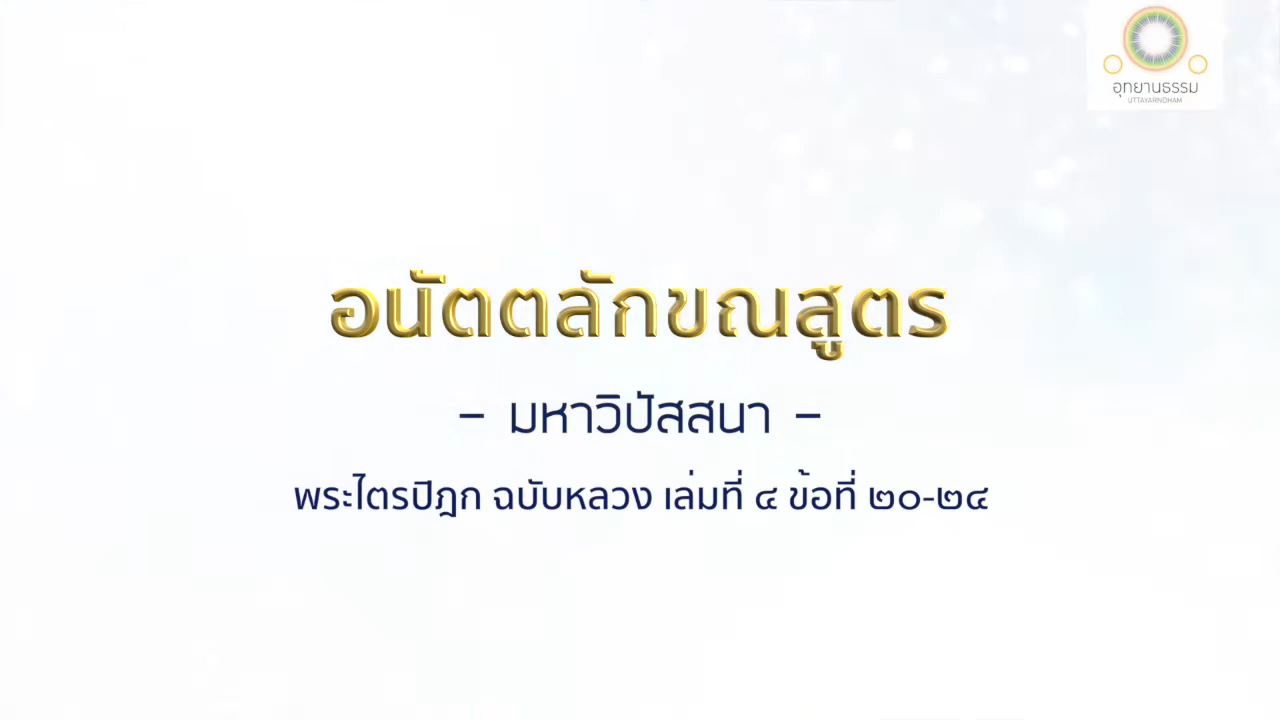 อุทยานธรรม
UTTAYARNDHAM
อนัตตลักขณสูตร
– มหาวิปัสสนา –
พระไตรปิฎก ฉบับหลวง เล่มที่ ๔ ข้อที่ ๒๐-๒๔